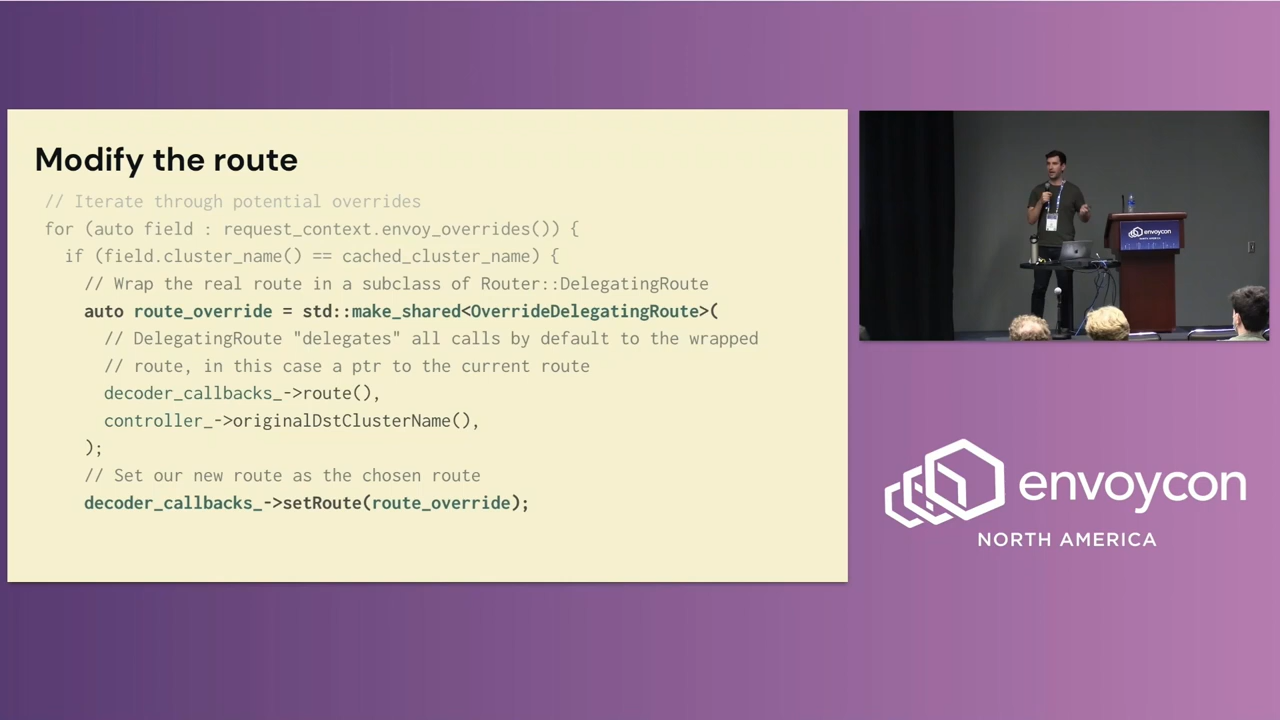 Modify the route
// Iterate through potential overrides
for (auto field : request_context.envoy_overrides()) {
if (field.cluster_name() == cached_cluster_name) {
// Wrap the real route in a subclass of Router::DelegatingRoute
auto route_override = std::make_shared<OverrideDelegatingRoute>(
// DelegatingRoute "delegates" all calls by default to the wrapped
// route, in this case a ptr to the current route
decoder_callbacks_->route(),
controller_->originalDstClusterName(),
);
// Set our new route as the chosen route
decoder_callbacks_->setRoute(route_override);
envoycon
envoycon
NORTH AMERICA